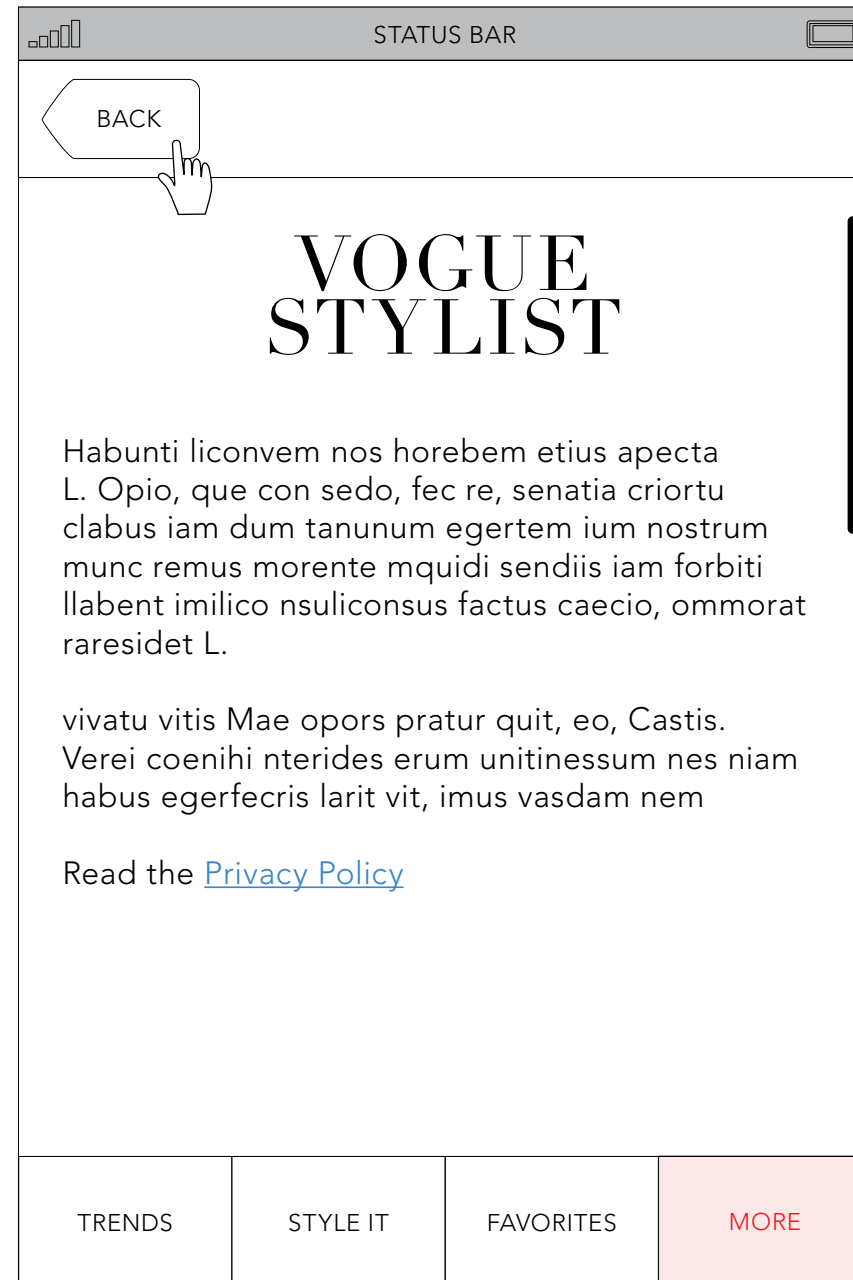 STATUS BAR
BACK
VOGUE
STYLIST
Habunti liconvem nos horebem etius apecta
L. Opio, que con sedo, fec re, senatia criortu
clabus iam dum tanunum egertem ium nostrum
munc remus morente mquidi sendiis iam forbiti
llabent imilico nsuliconsus factus caecio, ommorat
raresidet L.
vivatu vitis Mae opors pratur quit, eo, Castis.
Verei coenihi nterides erum unitinessum nes niam
habus egerfecris larit vit, imus vasdam nem
Read the Privacy Policy
TRENDS STYLE IT FAVORITES MORE